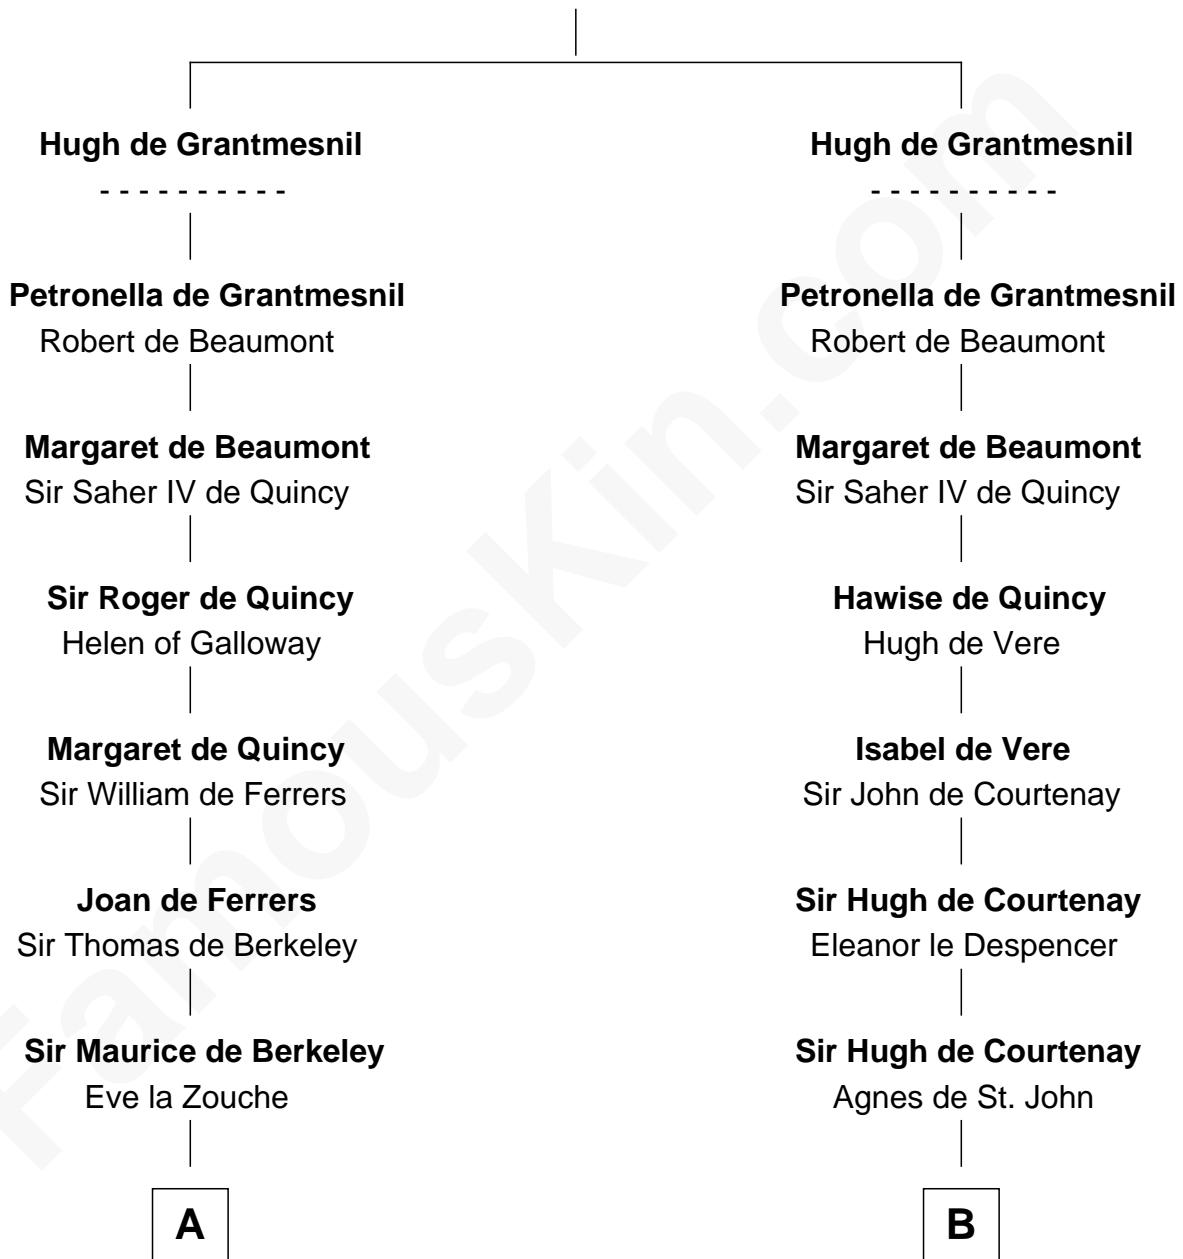 Hugh de Grantmesnil
- - - - - - - - - -
Petronella de Grantmesnil
Robert de Beaumont
Margaret de Beaumont
Sir Saher IV de Quincy
Sir Roger de Quincy
Helen of Galloway
Margaret de Quincy
Sir William de Ferrers
Joan de Ferrers
Sir Thomas de Berkeley
Sir Maurice de Berkeley
Eve la Zouche
A
Hugh de Grantmesnil
- - - - - - - - - -
Petronella de Grantmesnil
Robert de Beaumont
Margaret de Beaumont
Sir Saher IV de Quincy
Hawise de Quincy
Hugh de Vere
Isabel de Vere
Sir John de Courtenay
Sir Hugh de Courtenay
Eleanor le Despencer
Sir Hugh de Courtenay
Agnes de St. John
B
FamousKin.com